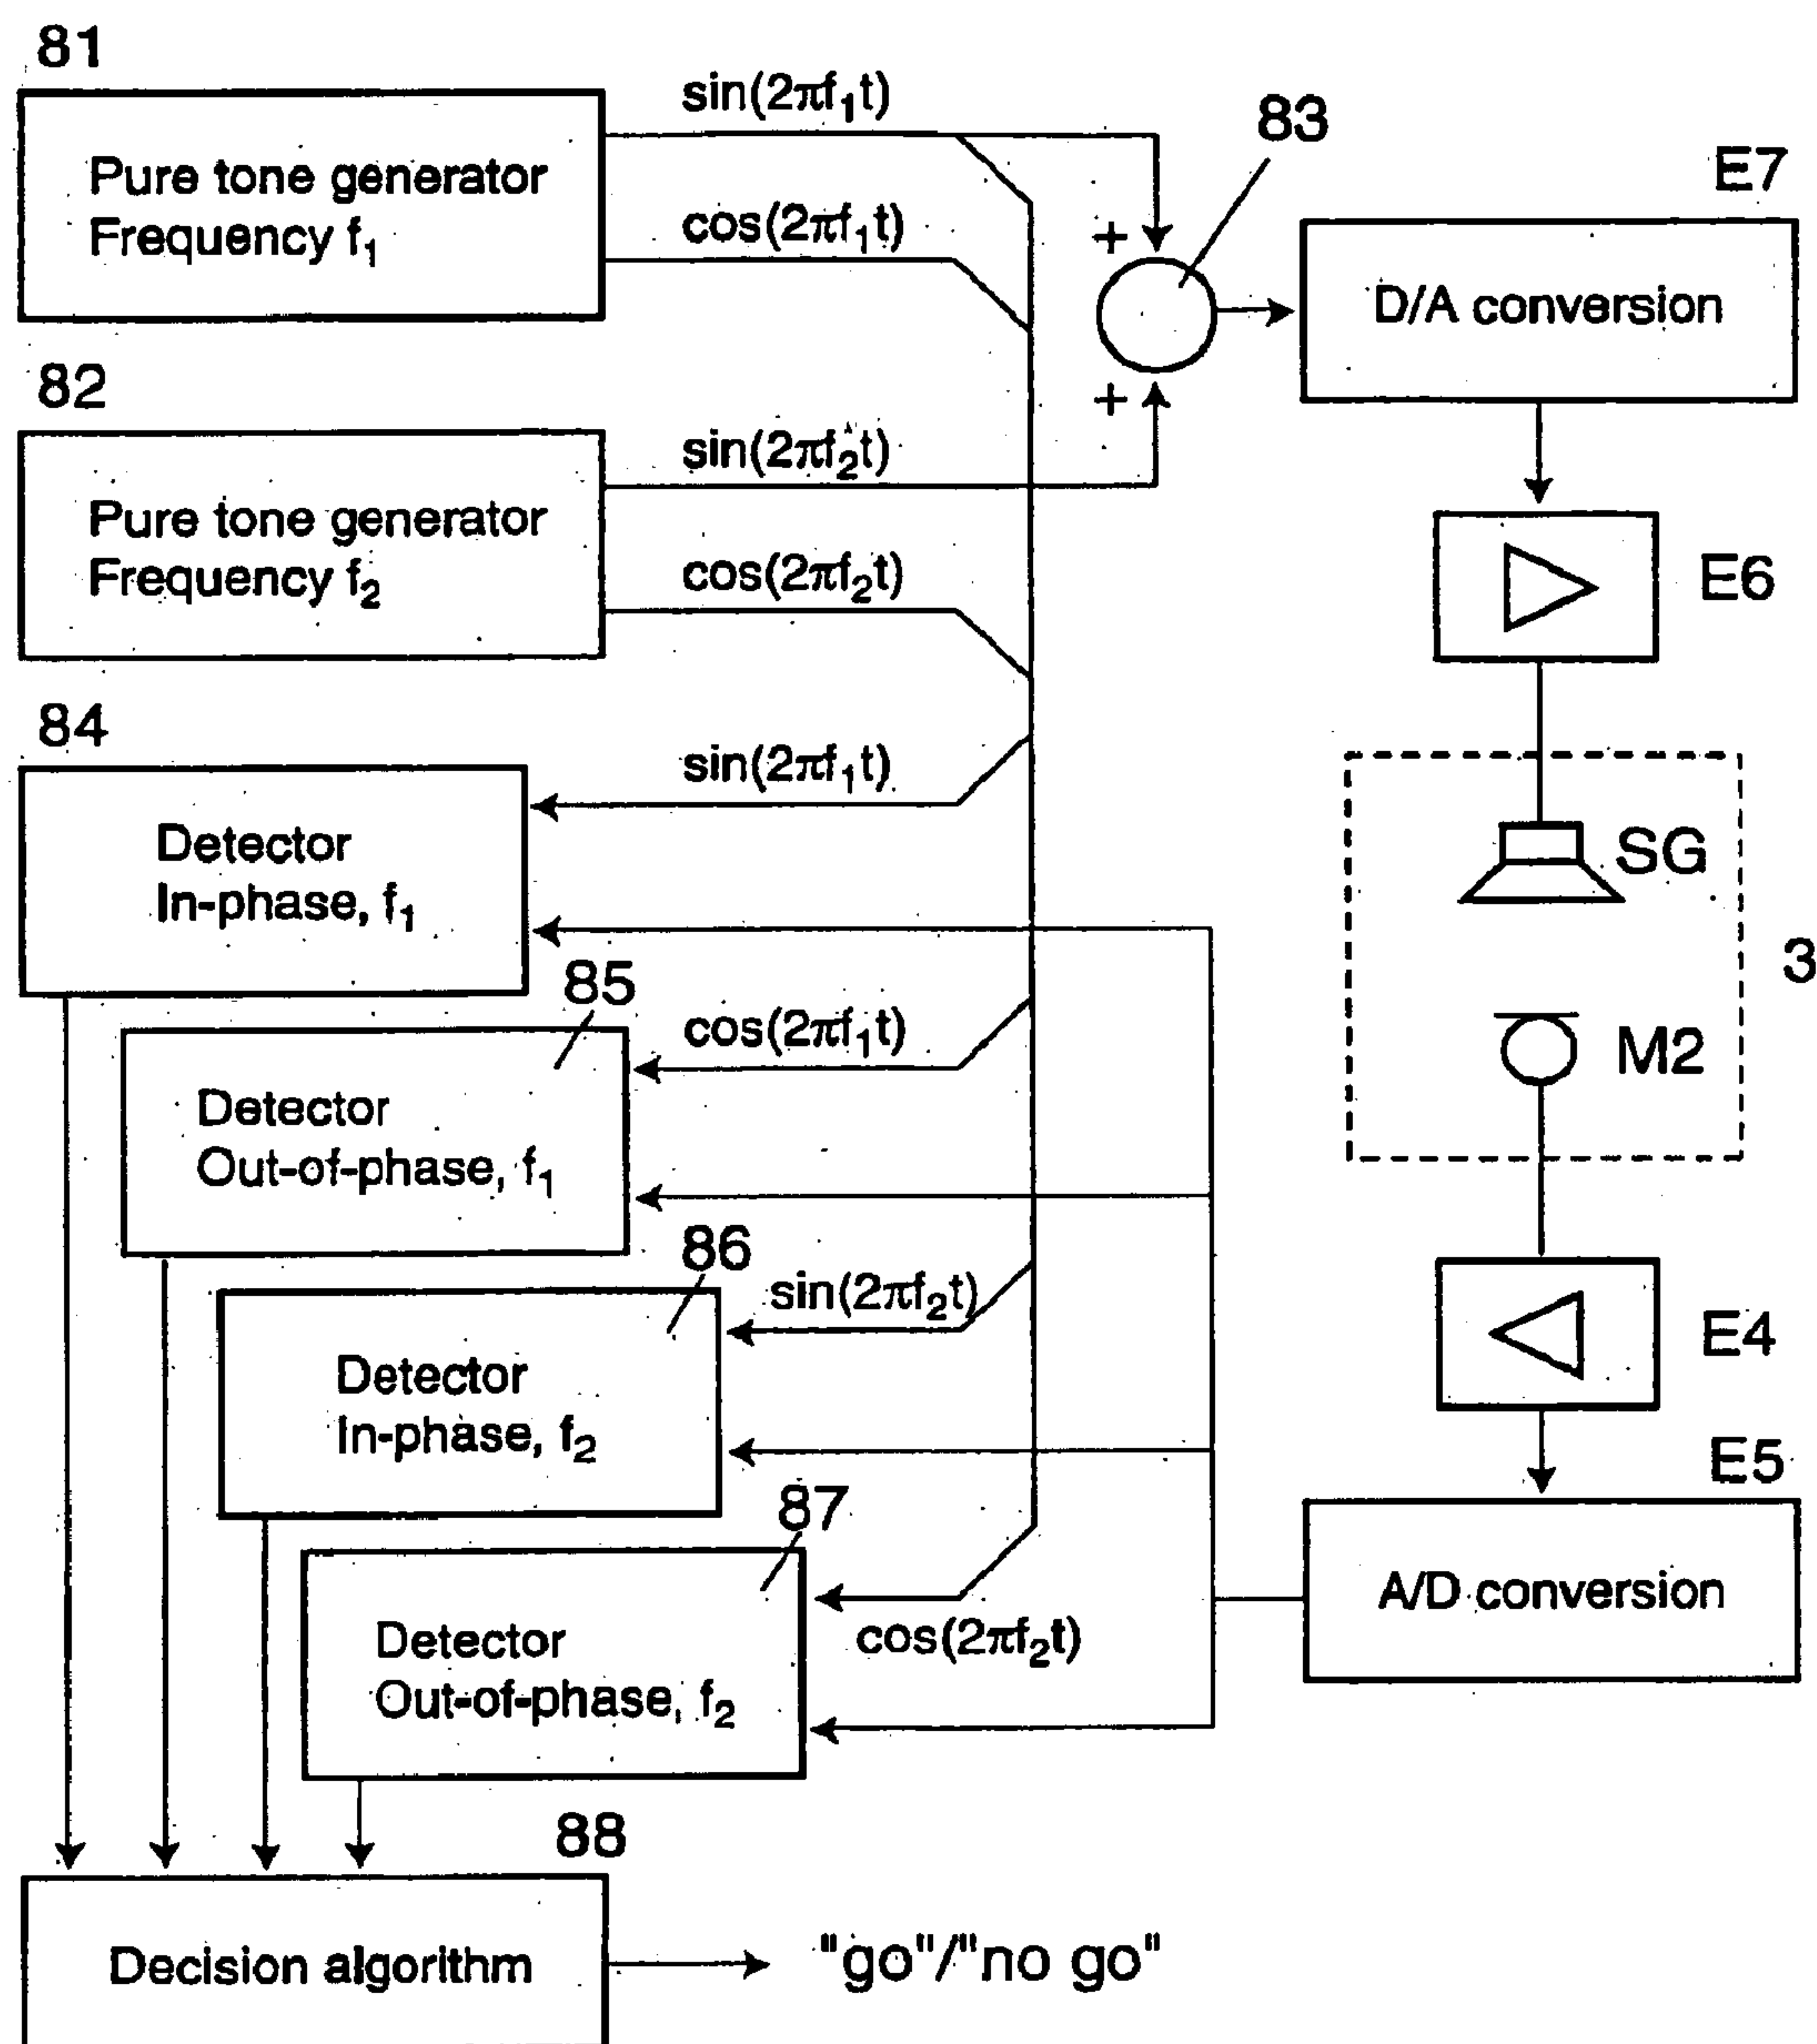 81
sin(2πf₁t)
83
E7
Pure tone generator
Frequency f₁
cos(2πf₁t)
+
D/A conversion
82
+
sin(2πf₂t)
Pure tone generator
Frequency f₂
cos(2πf₂t)
E6
84
sin(2πf₁t)
Detector
In-phase, f₁
SG
3
85
cos(2πf₁t)
M2
Detector
Out-of-phase, f₁
86
sin(2πf₂t)
E4
Detector
In-phase, f₂
E5
87
A/D conversion
Detector
Out-of-phase, f₂
cos(2πf₂t)
88
Decision algorithm
"go"/"no go"